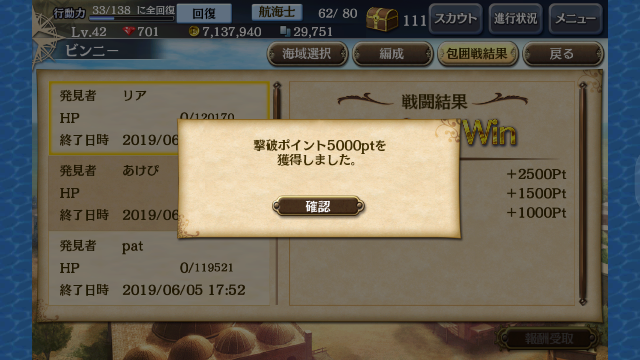 行動力 33/138 に全回復 回復 航海士 62/80 111 スカウト 進行状況 メニュー
Lv.42 701 7,137,940 29,751
ビンニー 海域選択 編成 包囲戦結果 戻る
発見者 リア
HP 0/120170
終了日時 2019/06
発見者 あけび
HP
終了日時 2019/06
発見者 pat
HP 0/119521
終了日時 2019/06/05 17:52
戦闘結果
Win
+2500Pt
+1500Pt
+1000Pt
撃破ポイント5000ptを
獲得しました。
確認
報酬受取